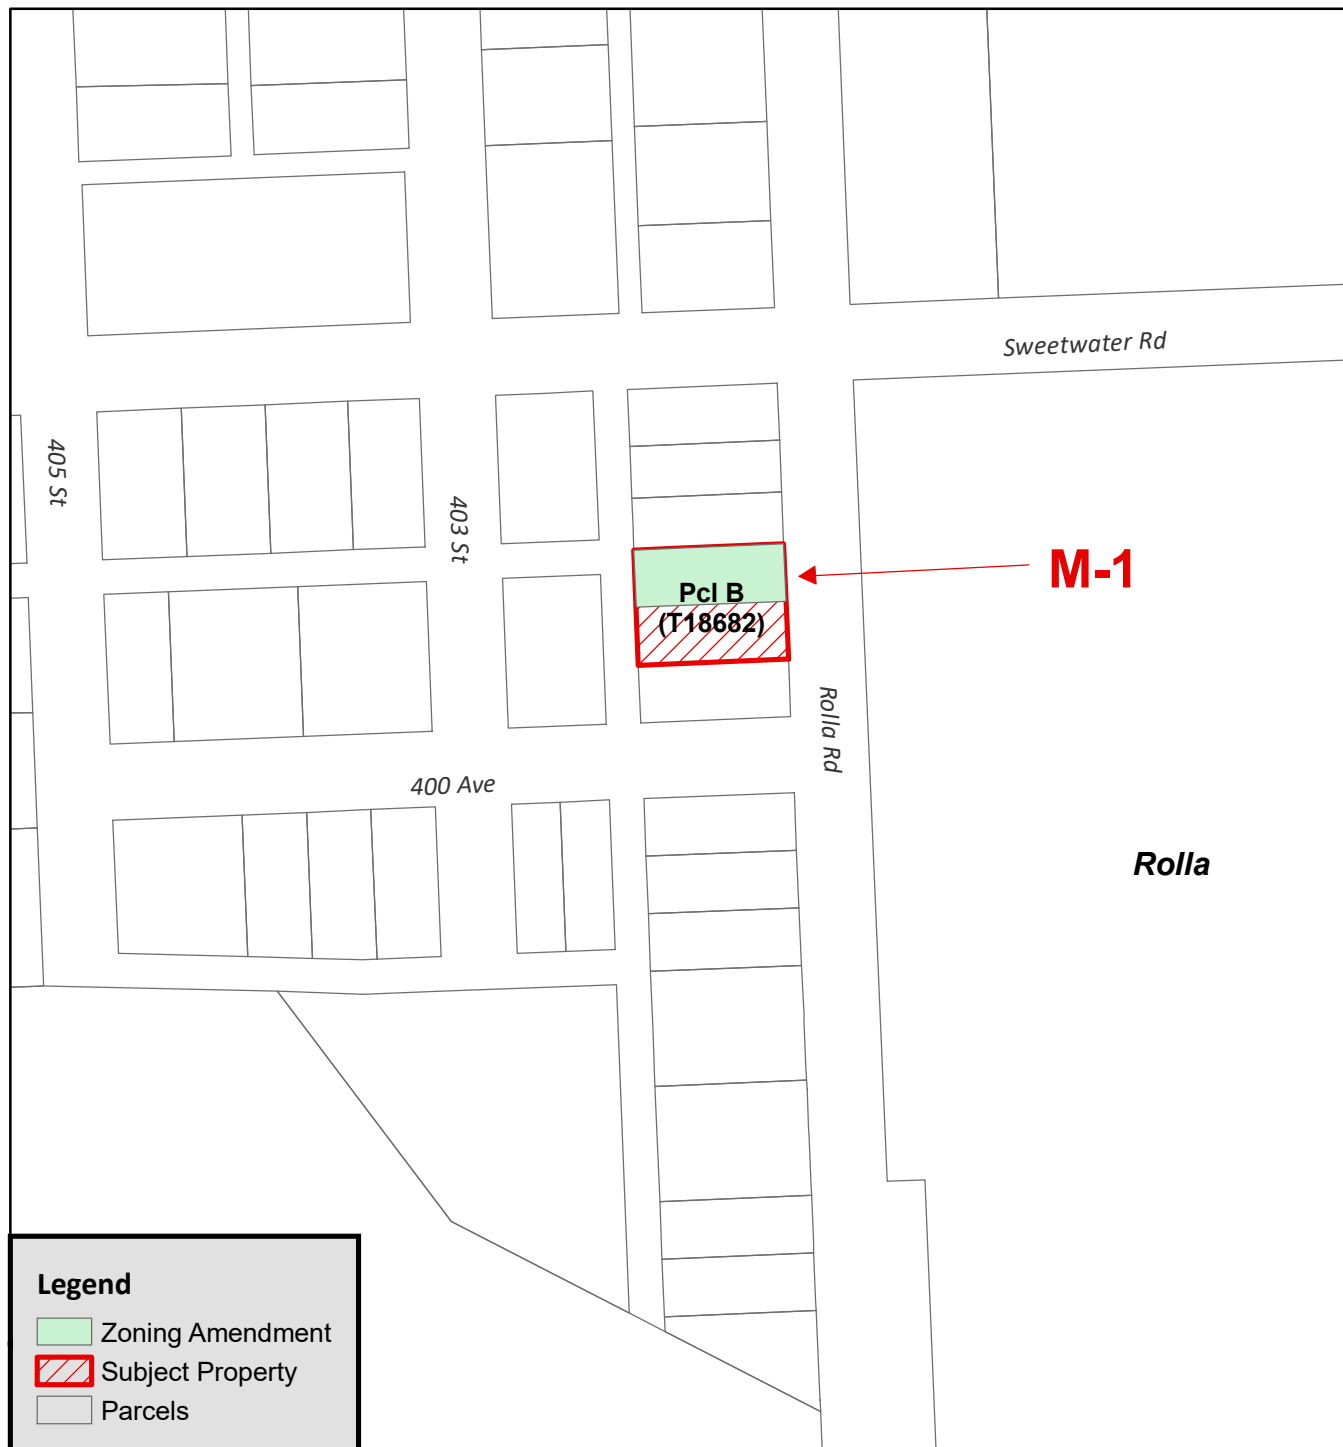 Sweetwater Rd
405 St
403 St
M-1
Pcl B
(T18682)
Rolla Rd
400 Ave
Rolla
Legend
Zoning Amendment
Subject Property
Parcels